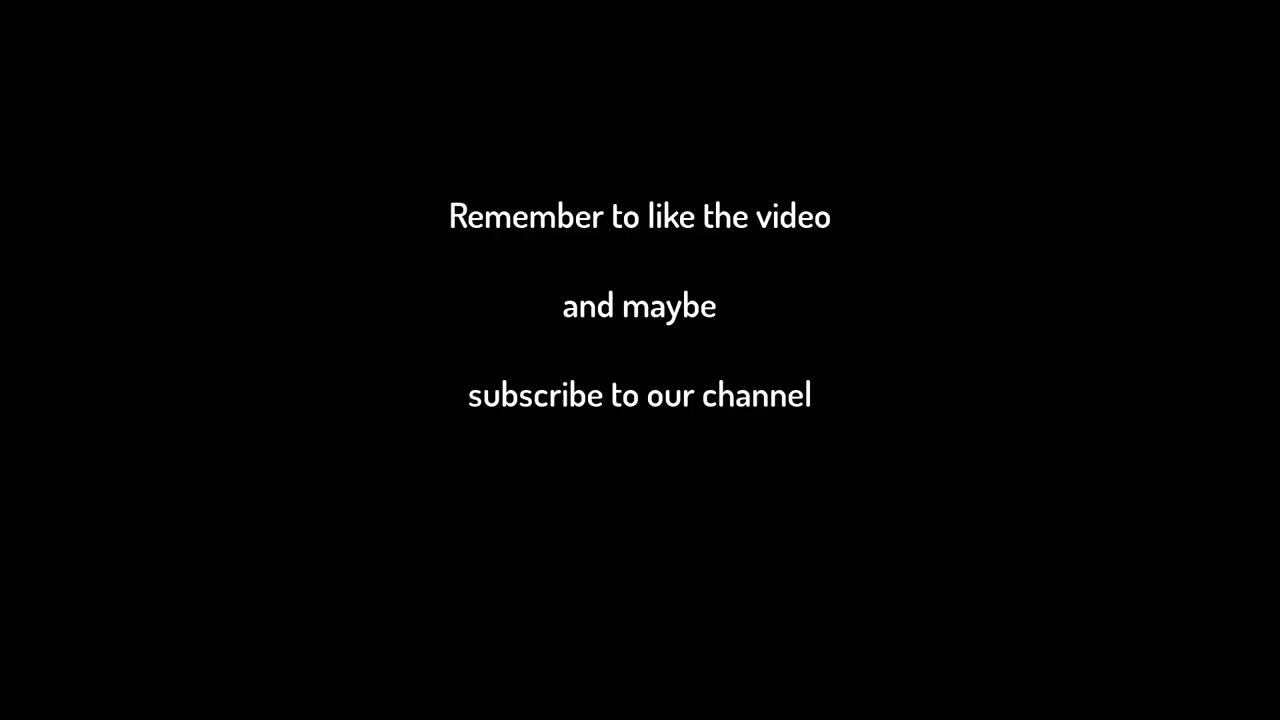 Remember to like the video
and maybe
subscribe to our channel